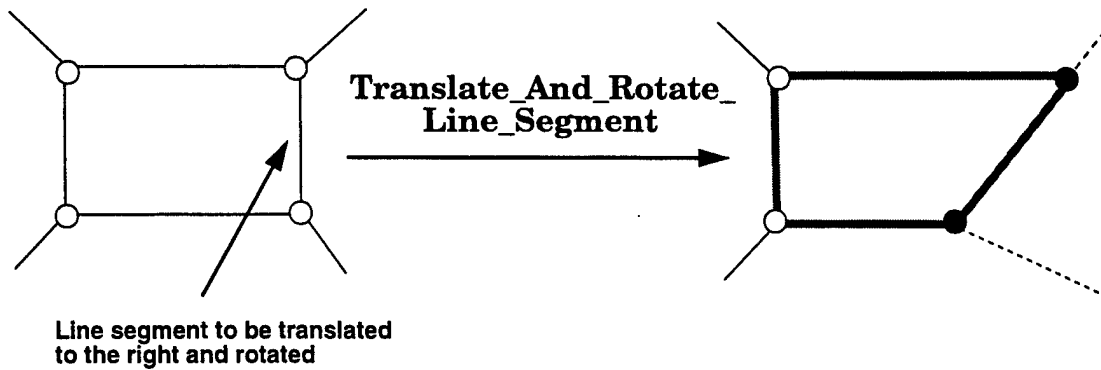 Translate_And_Rotate_
Line_Segment
Line segment to be translated
to the right and rotated